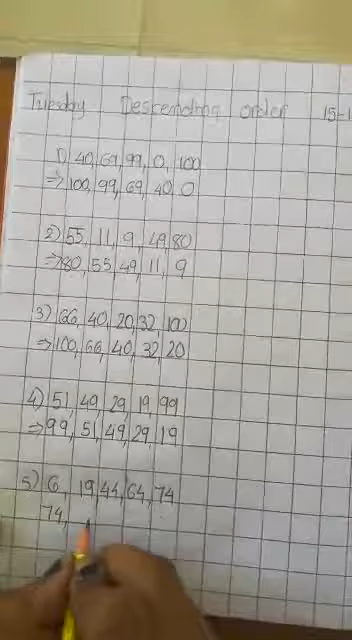 Tuesday Descending order 15-1
1) 40, 69, 99, 0, 100
⇒ 100, 99, 69, 40, 0
2) 55, 11, 9, 49, 80
⇒ 80, 55, 49, 11, 9
3) 66, 40, 20, 32, 100
⇒ 100, 66, 40, 32, 20
4) 51, 49, 29, 19, 99
⇒ 99, 51, 49, 29, 19
5) 6, 19, 44, 64, 74
74,